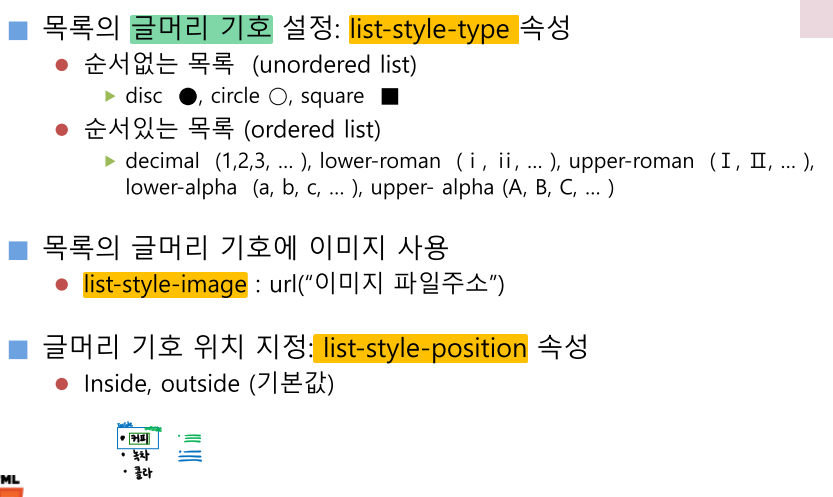 목록의 글머리 기호 설정: list-style-type 속성
순서없는 목록 (unordered list)
disc ●, circle ○, square ■
순서있는 목록 (ordered list)
decimal (1,2,3, … ), lower-roman (ⅰ, ⅱ, … ), upper-roman (Ⅰ, Ⅱ, … ),
lower-alpha (a, b, c, … ), upper- alpha (A, B, C, … )
목록의 글머리 기호에 이미지 사용
list-style-image : url(“이미지 파일주소”)
글머리 기호 위치 지정: list-style-position 속성
Inside, outside (기본값)
• 커피
• 녹차
• 콜라
ML